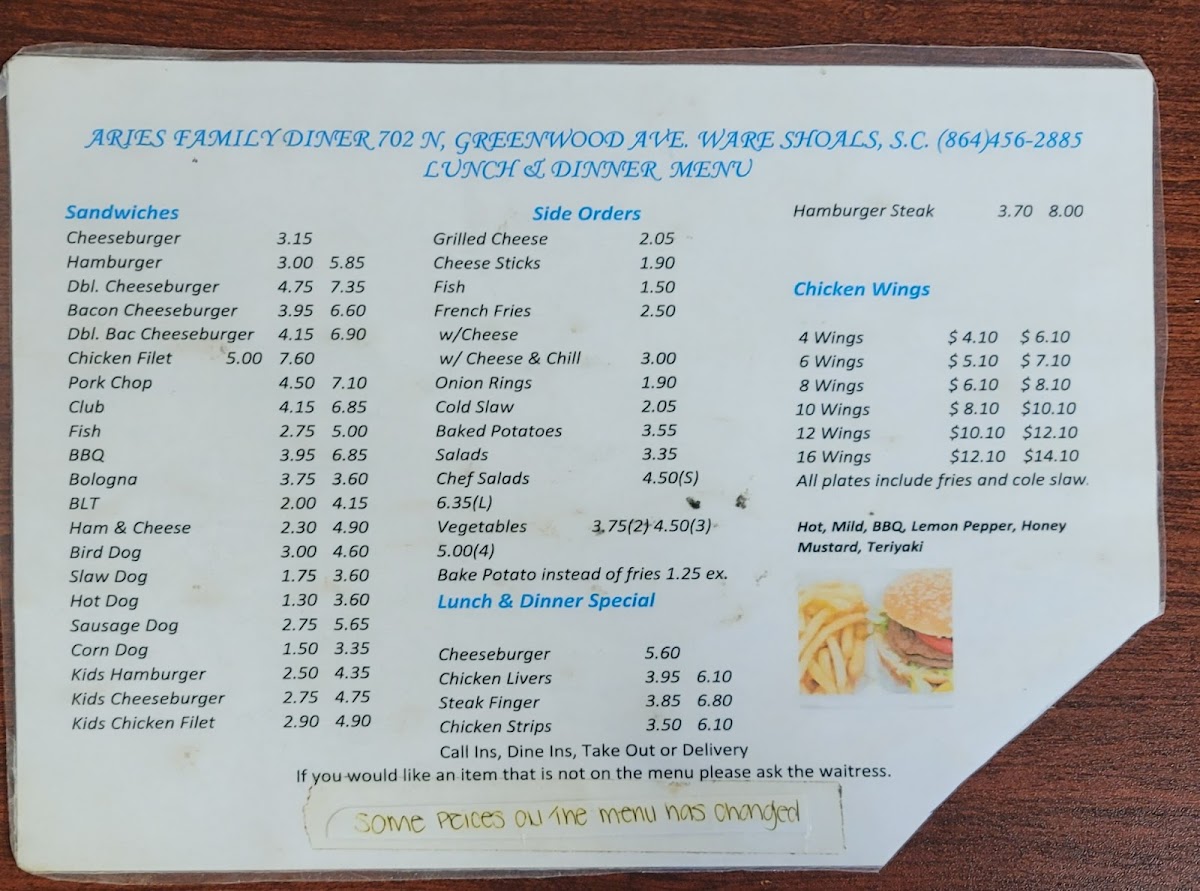 ARIES FAMILY DINER 702 N, GREENWOOD AVE. WARE SHOALS, S.C. (864)456-2885
LUNCH & DINNER MENU
Sandwiches
Cheeseburger 3.15
Hamburger 3.00 5.85
Dbl. Cheeseburger 4.75 7.35
Bacon Cheeseburger 3.95 6.60
Dbl. Bac Cheeseburger 4.15 6.90
Chicken Filet 5.00 7.60
Pork Chop 4.50 7.10
Club 4.15 6.85
Fish 2.75 5.00
BBQ 3.95 6.85
Bologna 3.75 3.60
BLT 2.00 4.15
Ham & Cheese 2.30 4.90
Bird Dog 3.00 4.60
Slaw Dog 1.75 3.60
Hot Dog 1.30 3.60
Sausage Dog 2.75 5.65
Corn Dog 1.50 3.35
Kids Hamburger 2.50 4.35
Kids Cheeseburger 2.75 4.75
Kids Chicken Filet 2.90 4.90
Side Orders
Grilled Cheese 2.05
Cheese Sticks 1.90
Fish 1.50
French Fries 2.50
w/Cheese
w/ Cheese & Chill 3.00
Onion Rings 1.90
Cold Slaw 2.05
Baked Potatoes 3.55
Salads 3.35
Chef Salads 4.50(S)
6.35(L)
Vegetables 3.75(2) 4.50(3)
5.00(4)
Bake Potato instead of fries 1.25 ex.
Lunch & Dinner Special
Cheeseburger 5.60
Chicken Livers 3.95 6.10
Steak Finger 3.85 6.80
Chicken Strips 3.50 6.10
Call Ins, Dine Ins, Take Out or Delivery
If you would like an item that is not on the menu please ask the waitress.
Hamburger Steak 3.70 8.00
Chicken Wings
4 Wings $ 4.10 $ 6.10
6 Wings $ 5.10 $ 7.10
8 Wings $ 6.10 $ 8.10
10 Wings $ 8.10 $10.10
12 Wings $10.10 $12.10
16 Wings $12.10 $14.10
All plates include fries and cole slaw.
Hot, Mild, BBQ, Lemon Pepper, Honey
Mustard, Teriyaki
Some Prices on the menu has changed